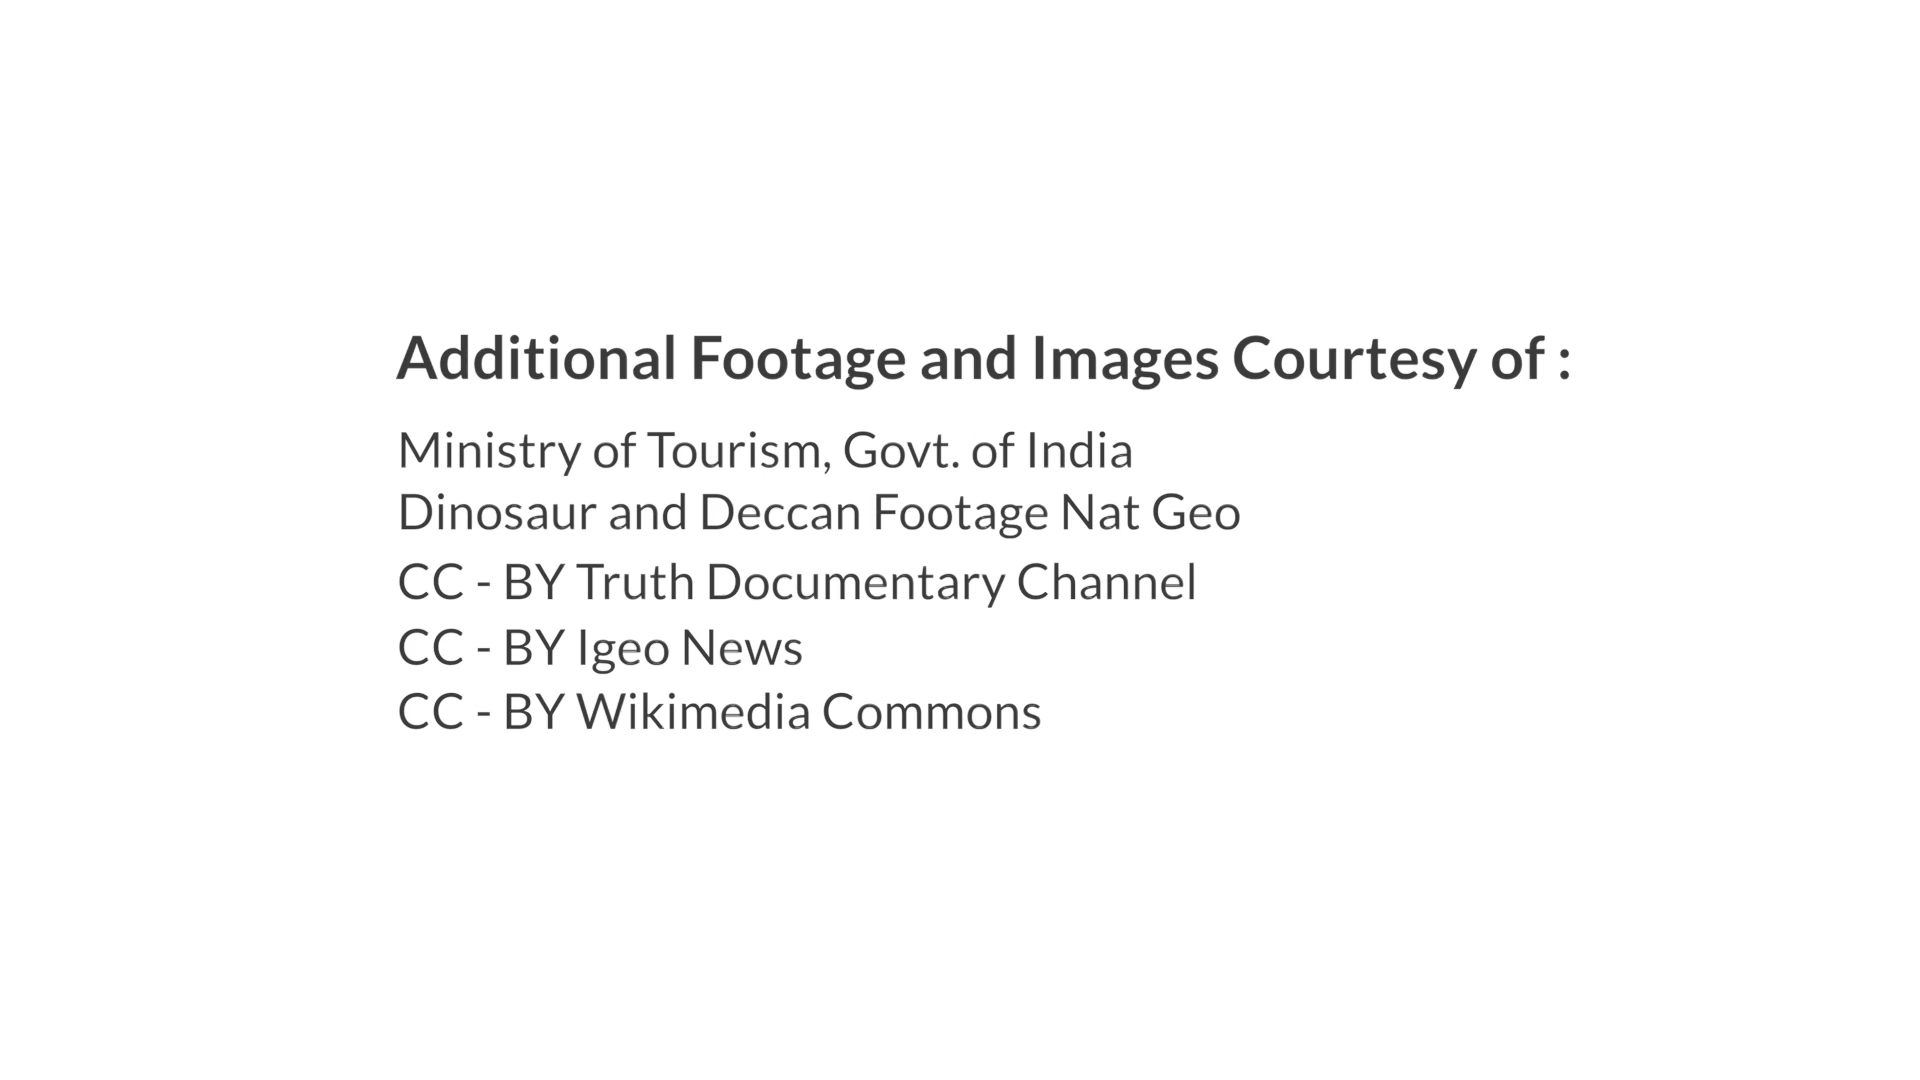 Additional Footage and Images Courtesy of :
Ministry of Tourism, Govt. of India
Dinosaur and Deccan Footage Nat Geo
CC - BY Truth Documentary Channel
CC - BY Igeo News
CC - BY Wikimedia Commons